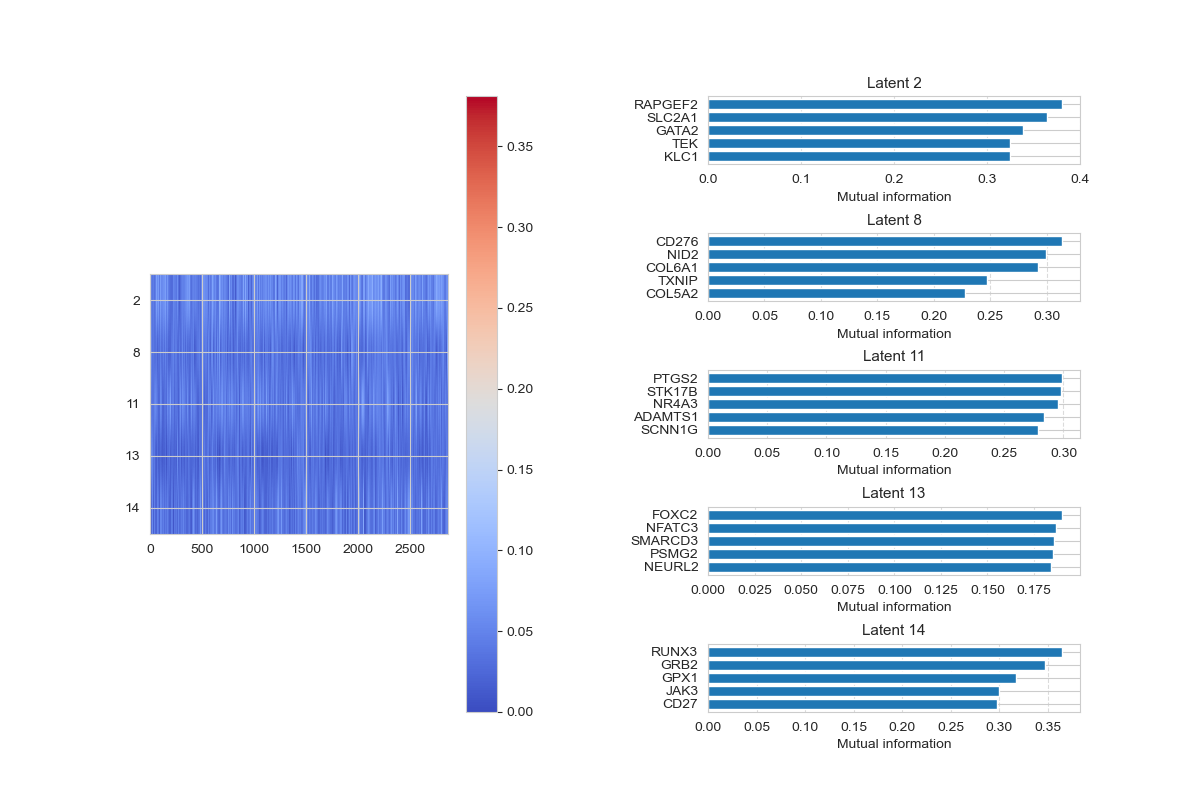 2
8
11
13
14
0 500 1000 1500 2000 2500
0.35
0.30
0.25
0.20
0.15
0.10
0.05
0.00
Latent 2
RAPGEF2
SLC2A1
GATA2
TEK
KLC1
0.0 0.1 0.2 0.3 0.4
Mutual information
Latent 8
CD276
NID2
COL6A1
TXNIP
COL5A2
0.00 0.05 0.10 0.15 0.20 0.25 0.30
Mutual information
Latent 11
PTGS2
STK17B
NR4A3
ADAMTS1
SCNN1G
0.00 0.05 0.10 0.15 0.20 0.25 0.30
Mutual information
Latent 13
FOXC2
NFATC3
SMARCD3
PSMG2
NEURL2
0.000 0.025 0.050 0.075 0.100 0.125 0.150 0.175
Mutual information
Latent 14
RUNX3
GRB2
GPX1
JAK3
CD27
0.00 0.05 0.10 0.15 0.20 0.25 0.30 0.35
Mutual information